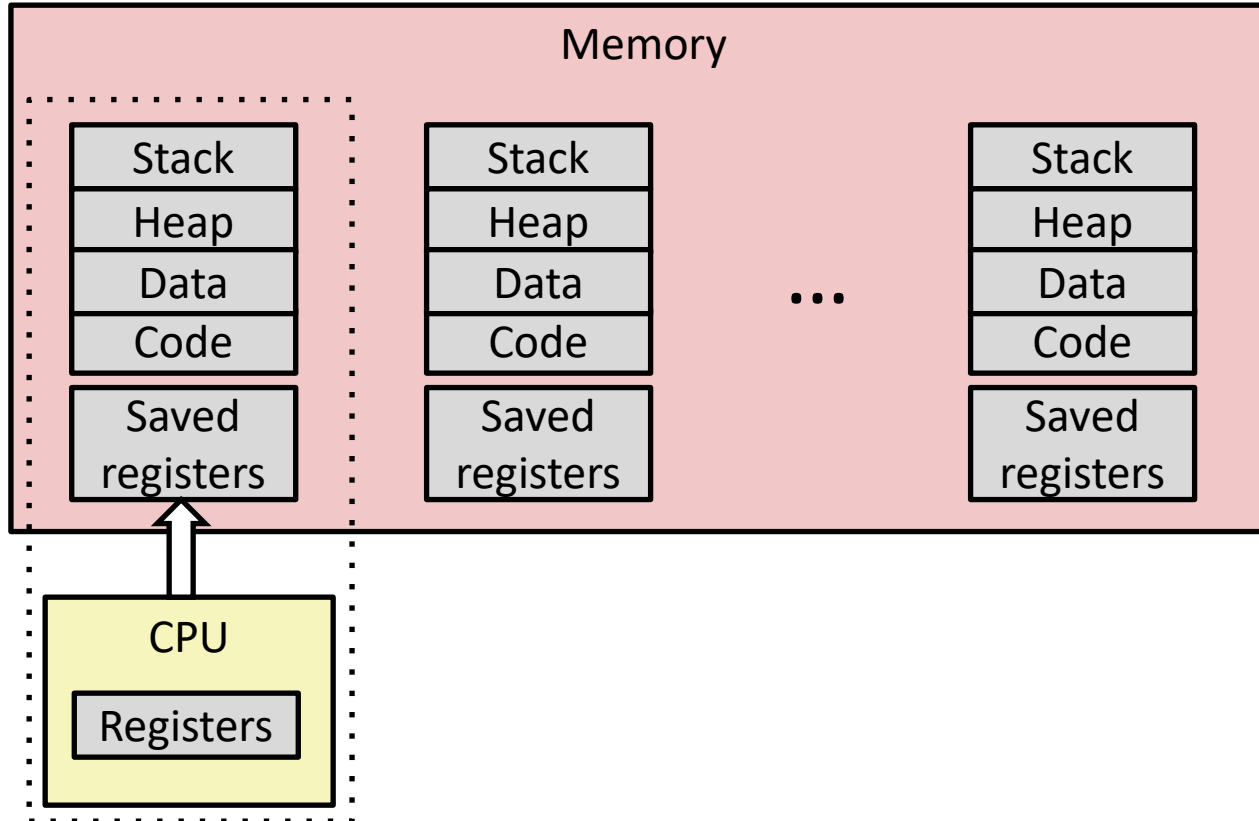 Memory
Stack
Heap
Data
Code
Saved
registers
Stack
Heap
Data
Code
Saved
registers
...
Stack
Heap
Data
Code
Saved
registers
CPU
Registers